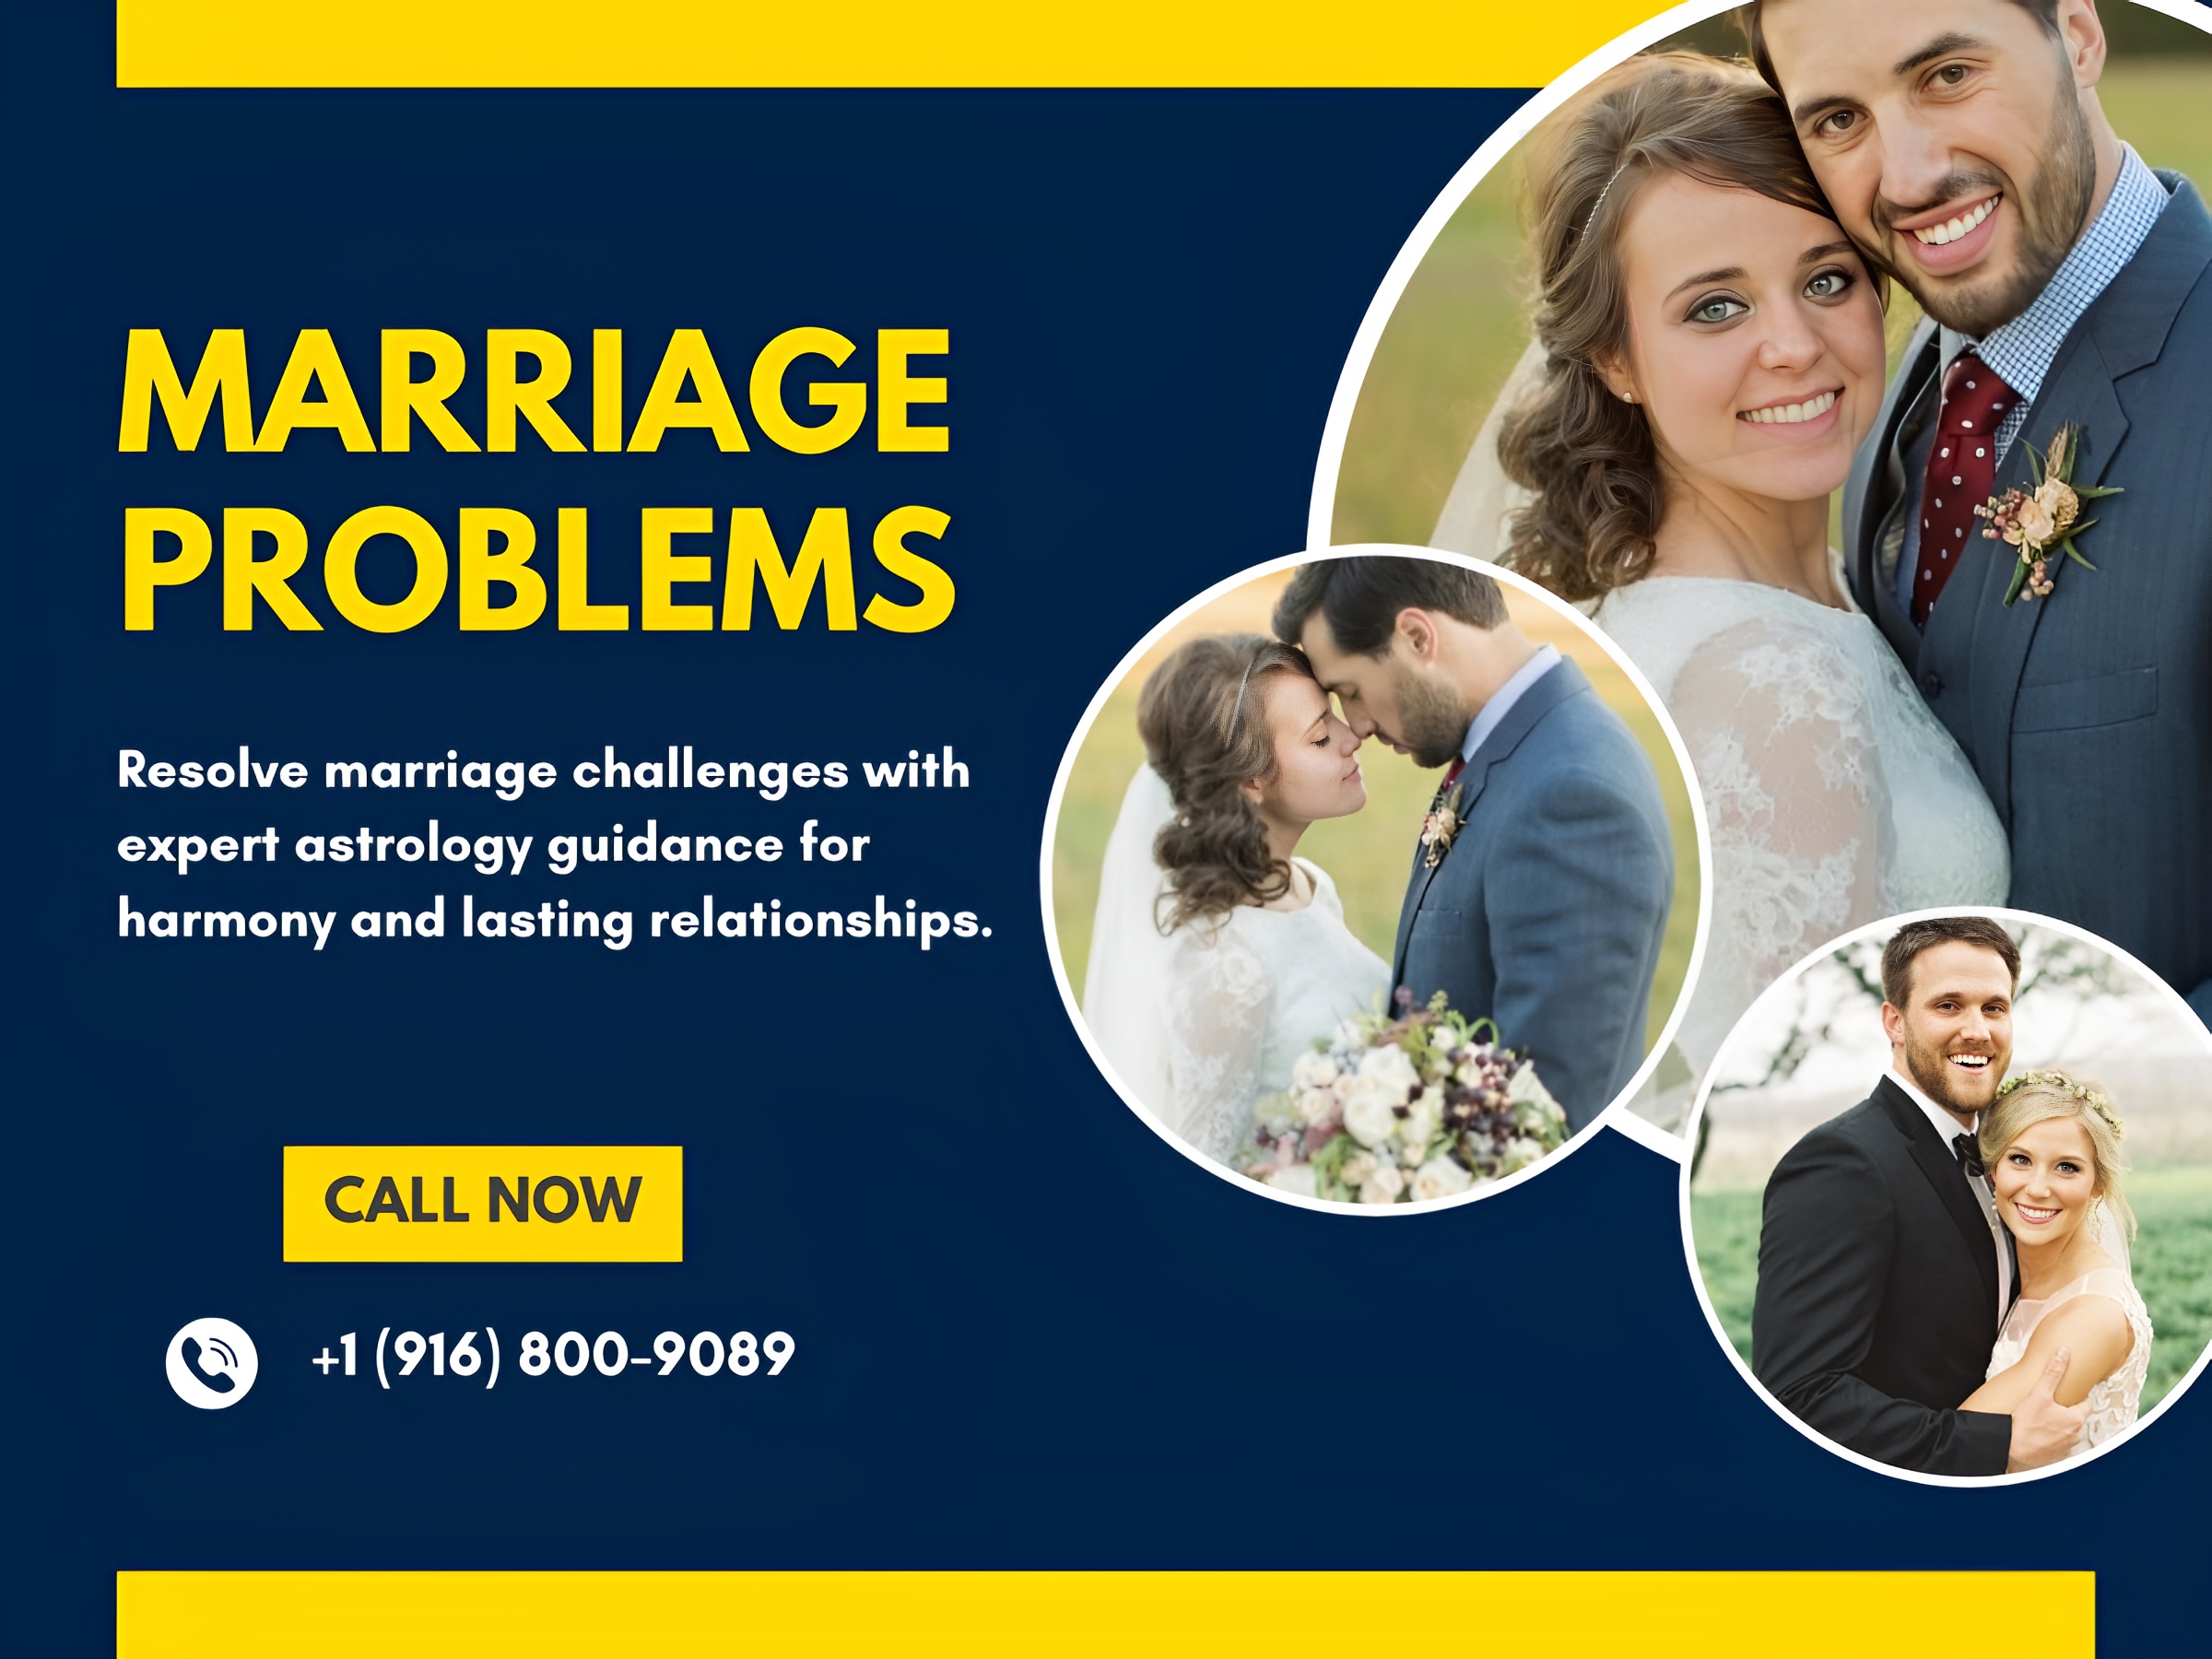 MARRIAGE
PROBLEMS
Resolve marriage challenges with
expert astrology guidance for
harmony and lasting relationships.
CALL NOW
+1 (916) 800-9089